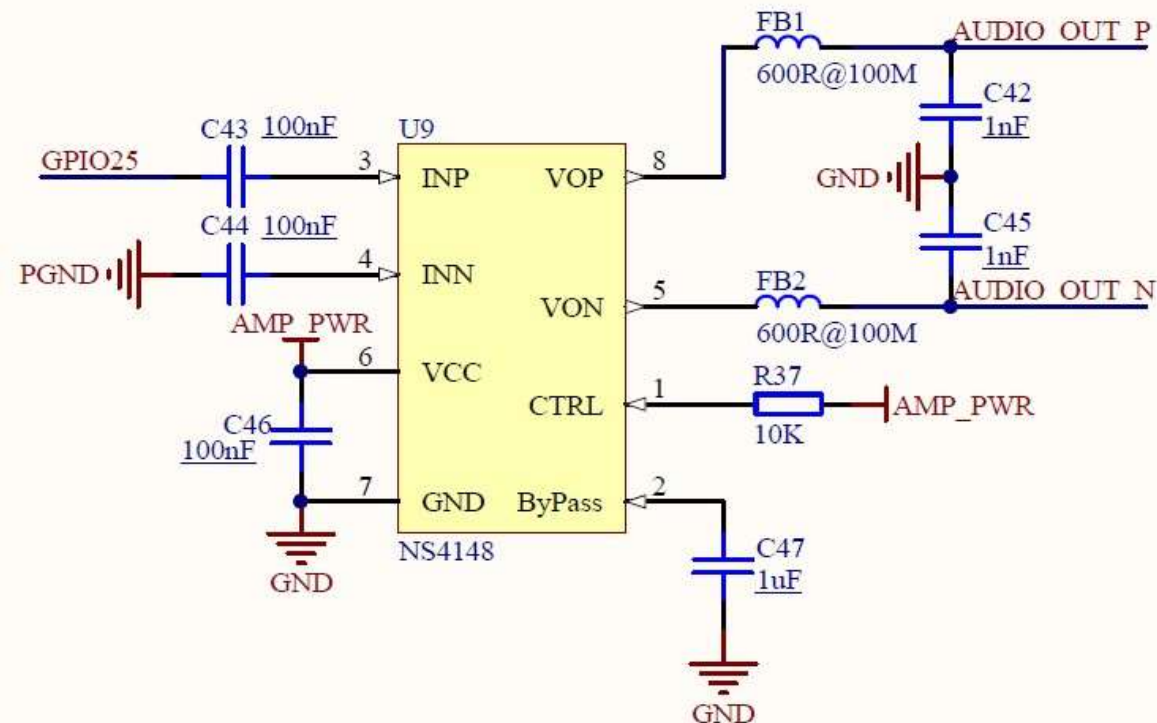 FB1
AUDIO_OUT_P
600R@100M
C42
1nF
C43
100nF
U9
GPIO25
3
INP
VOP
8
GND
C44
100nF
C45
1nF
PGND
4
INN
FB2
VON
5
AUDIO_OUT_N
AMP_PWR
600R@100M
6
VCC
R37
CTRL
1
AMP_PWR
10K
C46
100nF
7
GND
ByPass
2
NS4148
C47
1uF
GND
GND